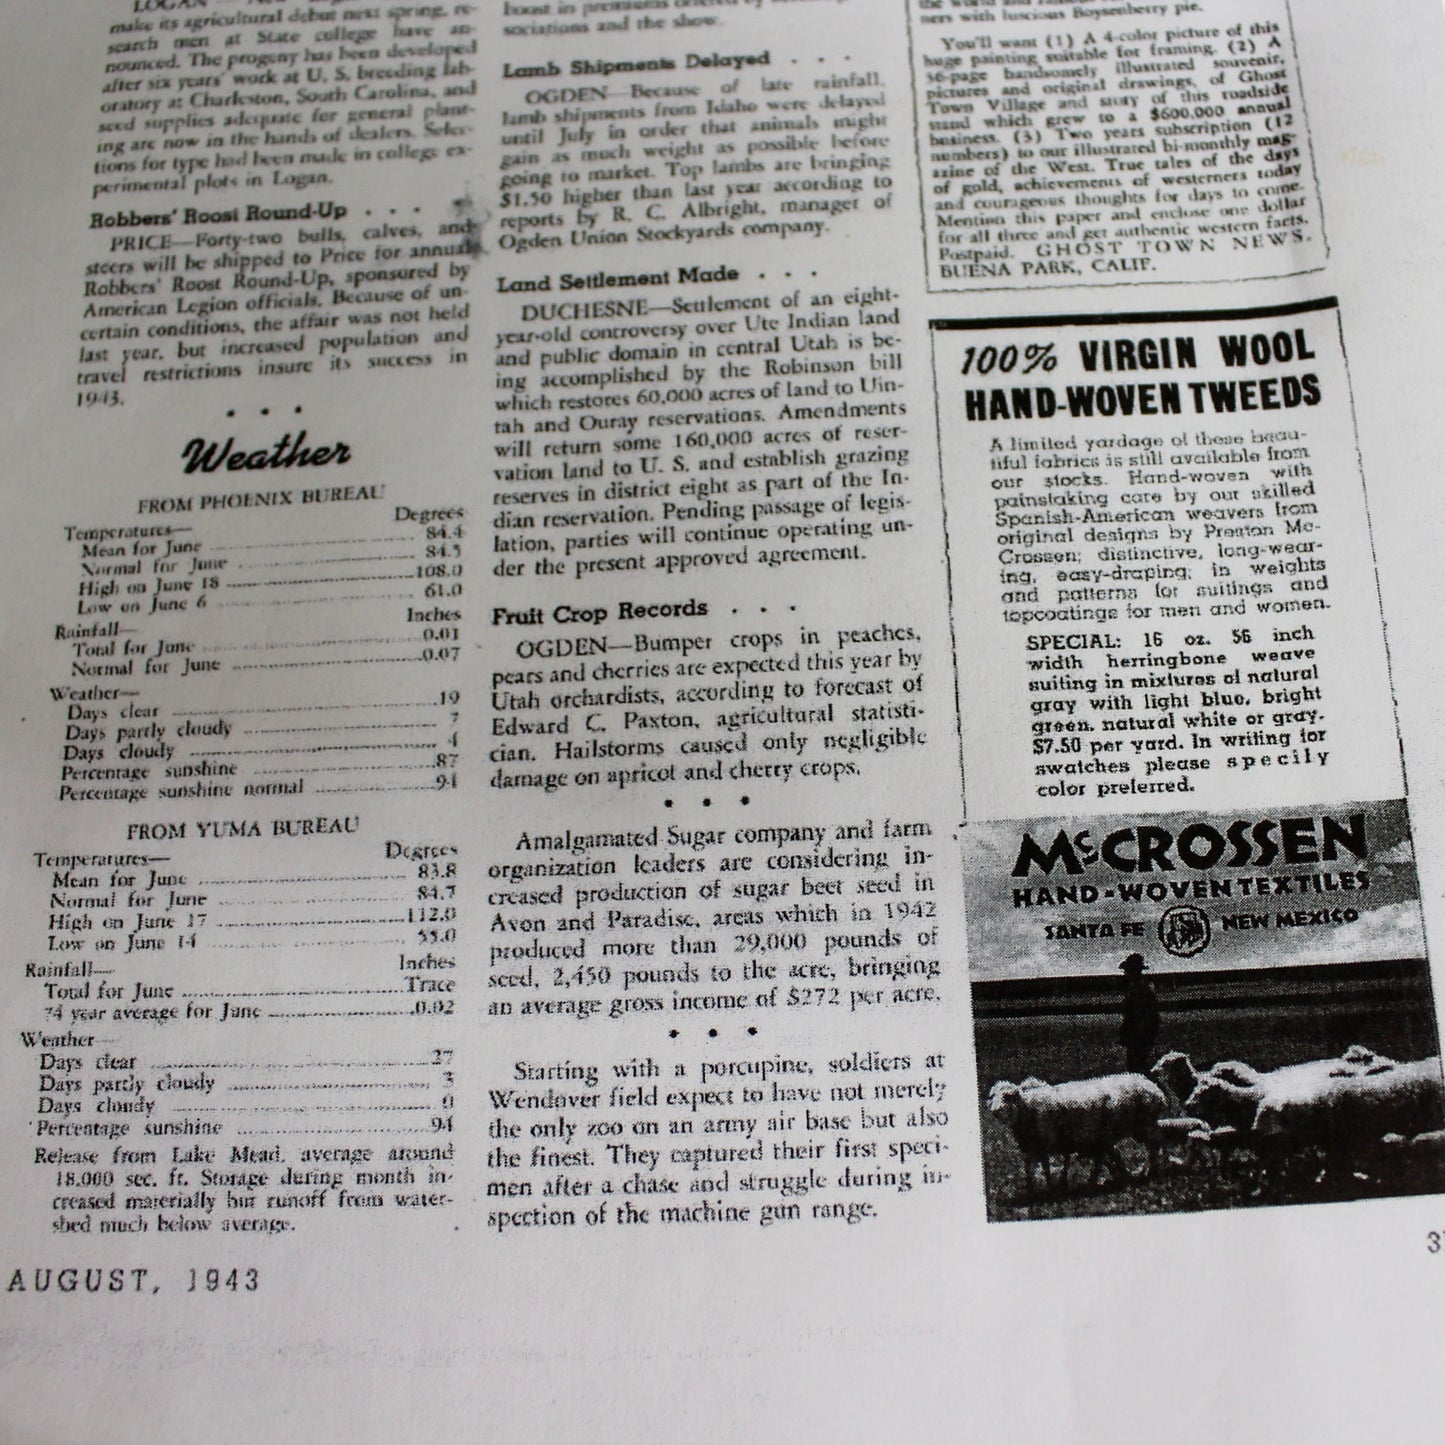 make its agricultural debut next spring, re-
search men at State college have an-
nounced. The progeny has been developed
after six years' work at U. S. breeding lab-
oratory at Charleston, South Carolina, and
seed supplies adequate for general plant-
ing are now in the hands of dealers. Selec-
tions for type had been made in college ex-
perimental plots in Logan.
Robbers' Roost Round-Up . . .
PRICE—Forty-two bulls, calves, and
steers will be shipped to Price for annual
Robbers' Roost Round-Up, sponsored by
American Legion officials. Because of un-
certain conditions, the affair was not held
last year, but increased population and
travel restrictions insure its success in
1943.
• • •
Weather
FROM PHOENIX BUREAU
Temperatures— Degrees
Mean for June 84.4
Normal for June 84.5
High on June 18 108.0
Low on June 6 61.0
Rainfall— Inches
Total for June 0.01
Normal for June 0.07
Weather—
Days clear 19
Days partly cloudy 7
Days cloudy 4
Percentage sunshine 87
Percentage sunshine normal 94
FROM YUMA BUREAU
Temperatures— Degrees
Mean for June 83.8
Normal for June 84.7
High on June 17 112.0
Low on June 14 55.0
Rainfall— Inches
Total for June Trace
74 year average for June 0.02
Weather—
Days clear 27
Days partly cloudy 3
Days cloudy 0
Percentage sunshine 94
Release from Lake Mead, average around
18,000 sec. ft. Storage during month in-
creased materially but runoff from water-
shed much below average.
AUGUST, 1943
sociations and the show.
Lamb Shipments Delayed . . .
OGDEN—Because of late rainfall,
lamb shipments from Idaho were delayed
until July in order that animals might
gain as much weight as possible before
going to market. Top lambs are bringing
$1.50 higher than last year according to
reports by R. C. Albright, manager of
Ogden Union Stockyards company.
Land Settlement Made . . .
DUCHESNE—Settlement of an eight-
year-old controversy over Ute Indian land
and public domain in central Utah is be-
ing accomplished by the Robinson bill
which restores 60,000 acres of land to Uin-
tah and Ouray reservations. Amendments
will return some 160,000 acres of reser-
vation land to U. S. and establish grazing
reserves in district eight as part of the In-
dian reservation. Pending passage of legis-
lation, parties will continue operating un-
der the present approved agreement.
Fruit Crop Records . . .
OGDEN—Bumper crops in peaches,
pears and cherries are expected this year by
Utah orchardists, according to forecast of
Edward C. Paxton, agricultural statisti-
cian. Hailstorms caused only negligible
damage on apricot and cherry crops.
• • •
Amalgamated Sugar company and farm
organization leaders are considering in-
creased production of sugar beet seed in
Avon and Paradise, areas which in 1942
produced more than 29,000 pounds of
seed, 2,450 pounds to the acre, bringing
an average gross income of $272 per acre.
• • •
Starting with a porcupine, soldiers at
Wendover field expect to have not merely
the only zoo on an army air base but also
the finest. They captured their first speci-
men after a chase and struggle during in-
spection of the machine gun range.
ners with luscious Boysenberry pie.
You'll want (1) A 4-color picture of this
huge painting suitable for framing. (2) A
36-page handsomely illustrated souvenir,
pictures and original drawings, of Ghost
Town Village and story of this roadside
stand which grew to a $600,000 annual
business. (3) Two years subscription (12
numbers) to our illustrated bi-monthly mag-
azine of the West. True tales of the days
of gold, achievements of westerners today
and courageous thoughts for days to come.
Mention this paper and enclose one dollar
for all three and get authentic western facts.
Postpaid. GHOST TOWN NEWS,
BUENA PARK, CALIF.
100% VIRGIN WOOL
HAND-WOVEN TWEEDS
A limited yardage of these beau-
tiful fabrics is still available from
our stocks. Hand-woven with
painstaking care by our skilled
Spanish-American weavers from
original designs by Preston Mc-
Crossen; distinctive, long-wear-
ing, easy-draping; in weights
and patterns for suitings and
topcoatings for men and women.
SPECIAL: 16 oz. 56 inch
width herringbone weave
suiting in mixtures of natural
gray with light blue, bright
green, natural white or gray.
$7.50 per yard. In writing for
swatches please specify
color preferred.
McCROSSEN
HAND-WOVEN TEXTILES
SANTA FE NEW MEXICO